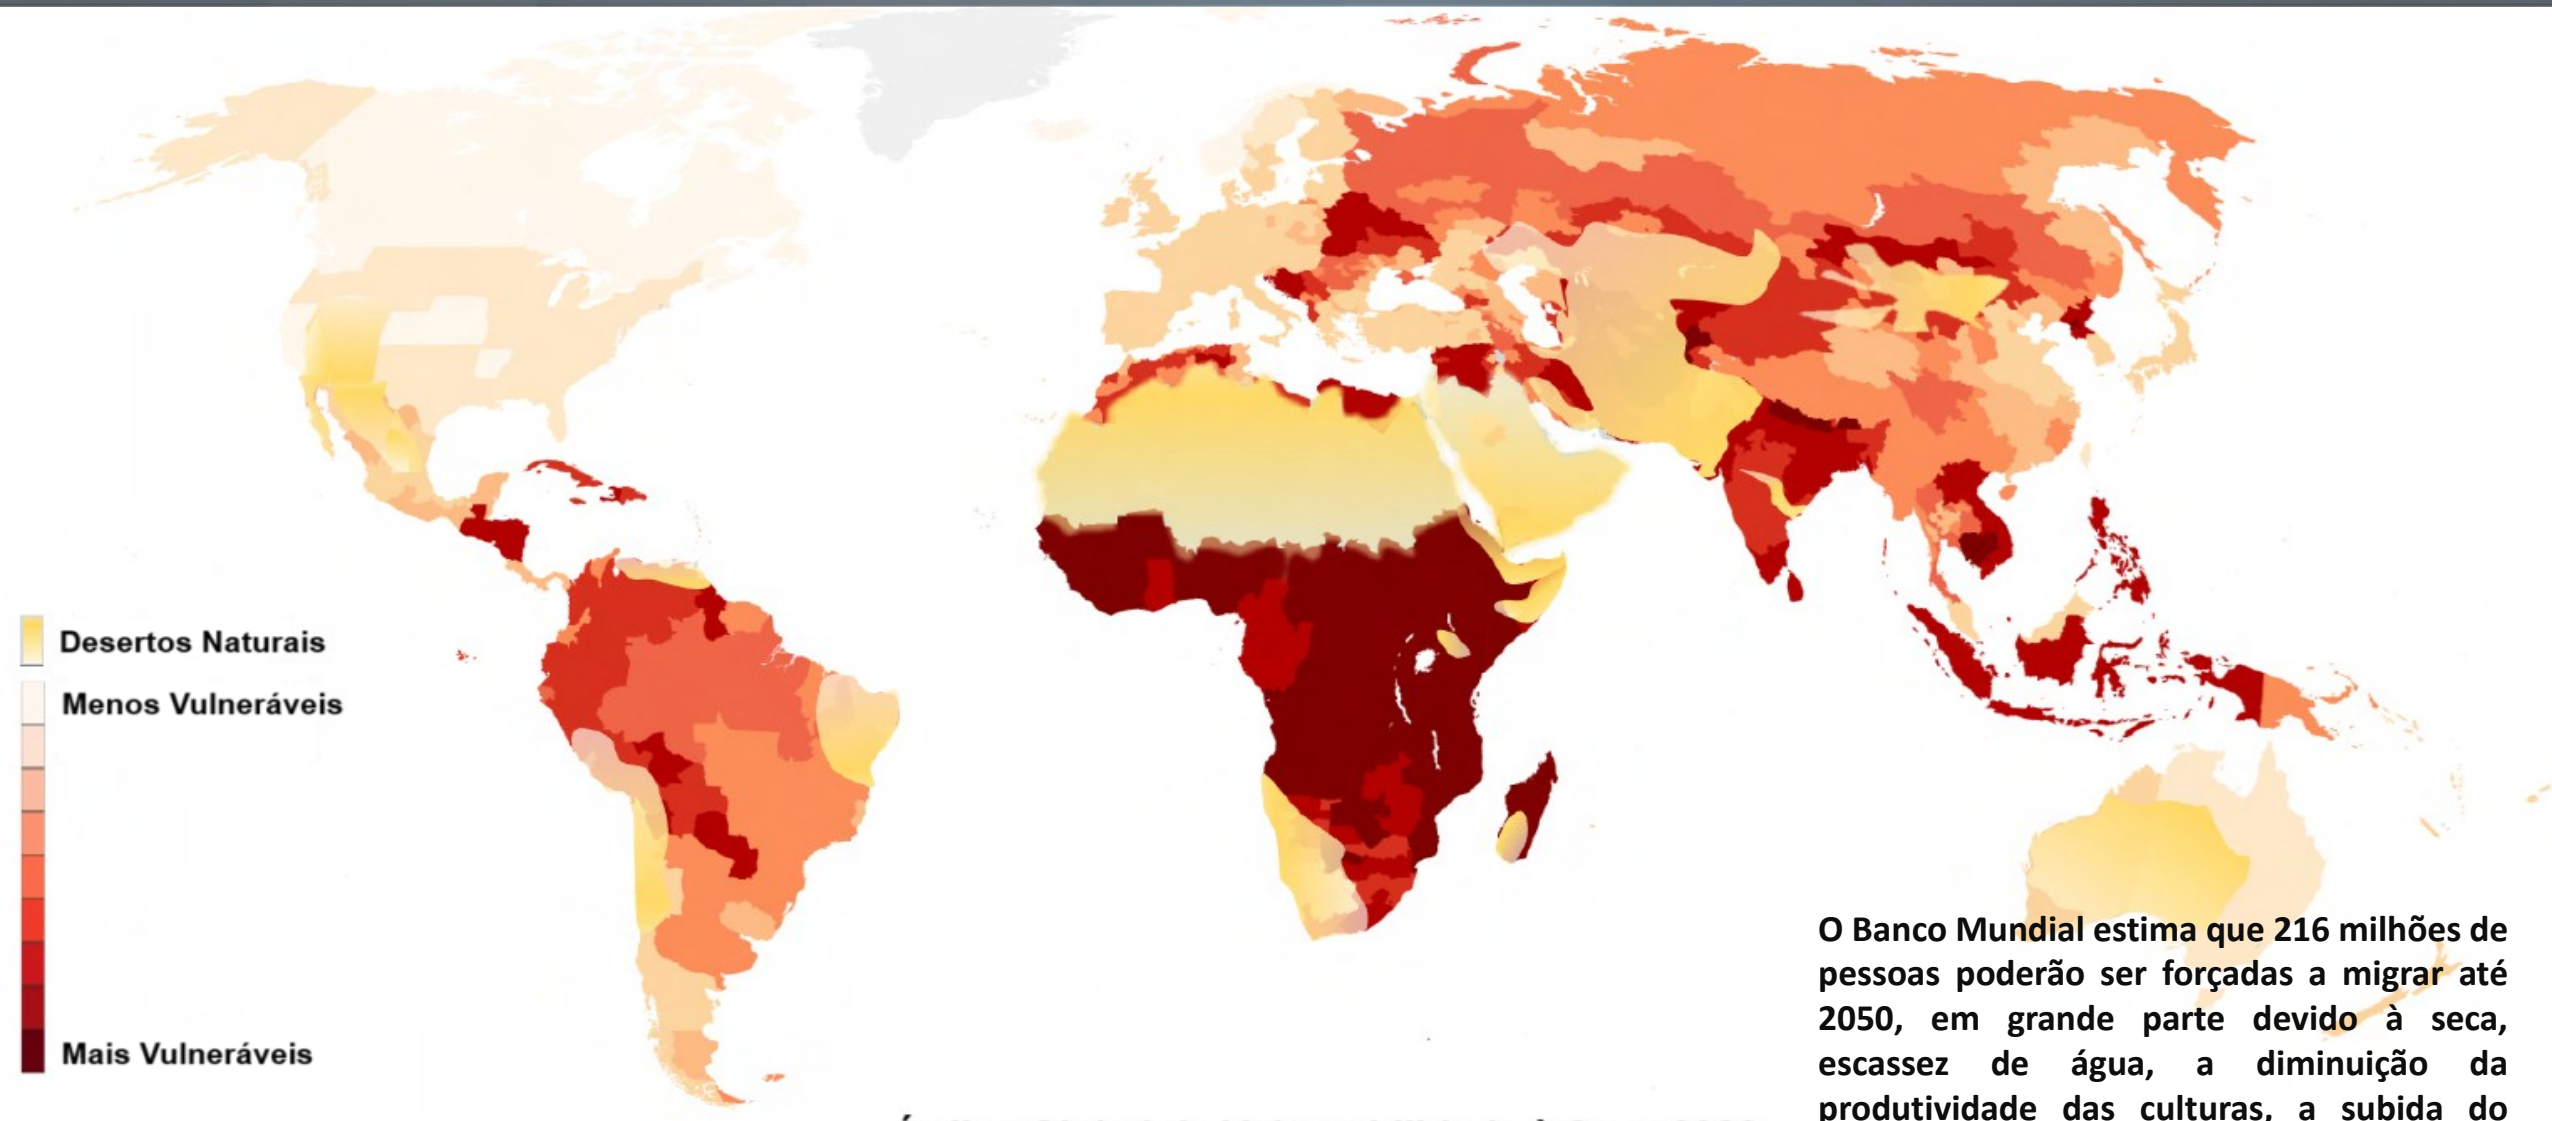 Desertos Naturais
Menos Vulneráveis
Mais Vulneráveis
O Banco Mundial estima que 216 milhões de
pessoas poderão ser forçadas a migrar até
2050, em grande parte devido à seca,
escassez de água, a diminuição da
produtividade das culturas, a subida do